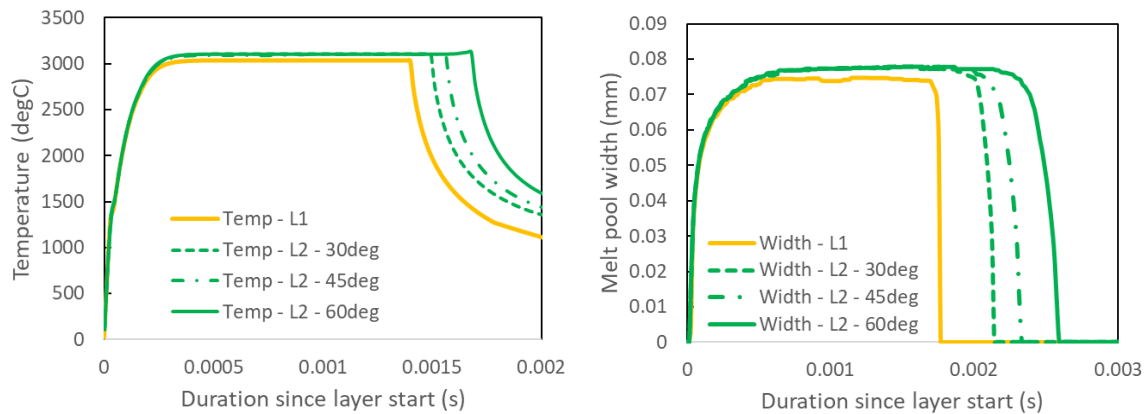 3500
3000
2500
2000
1500
1000
500
0
Temperature (degC)
Temp - L1
Temp - L2 - 30deg
Temp - L2 - 45deg
Temp - L2 - 60deg
0 0.0005 0.001 0.0015 0.002
Duration since layer start (s)
0.09
0.08
0.07
0.06
0.05
0.04
0.03
0.02
0.01
0
Melt pool width (mm)
Width - L1
Width - L2 - 30deg
Width - L2 - 45deg
Width - L2 - 60deg
0 0.001 0.002 0.003
Duration since layer start (s)